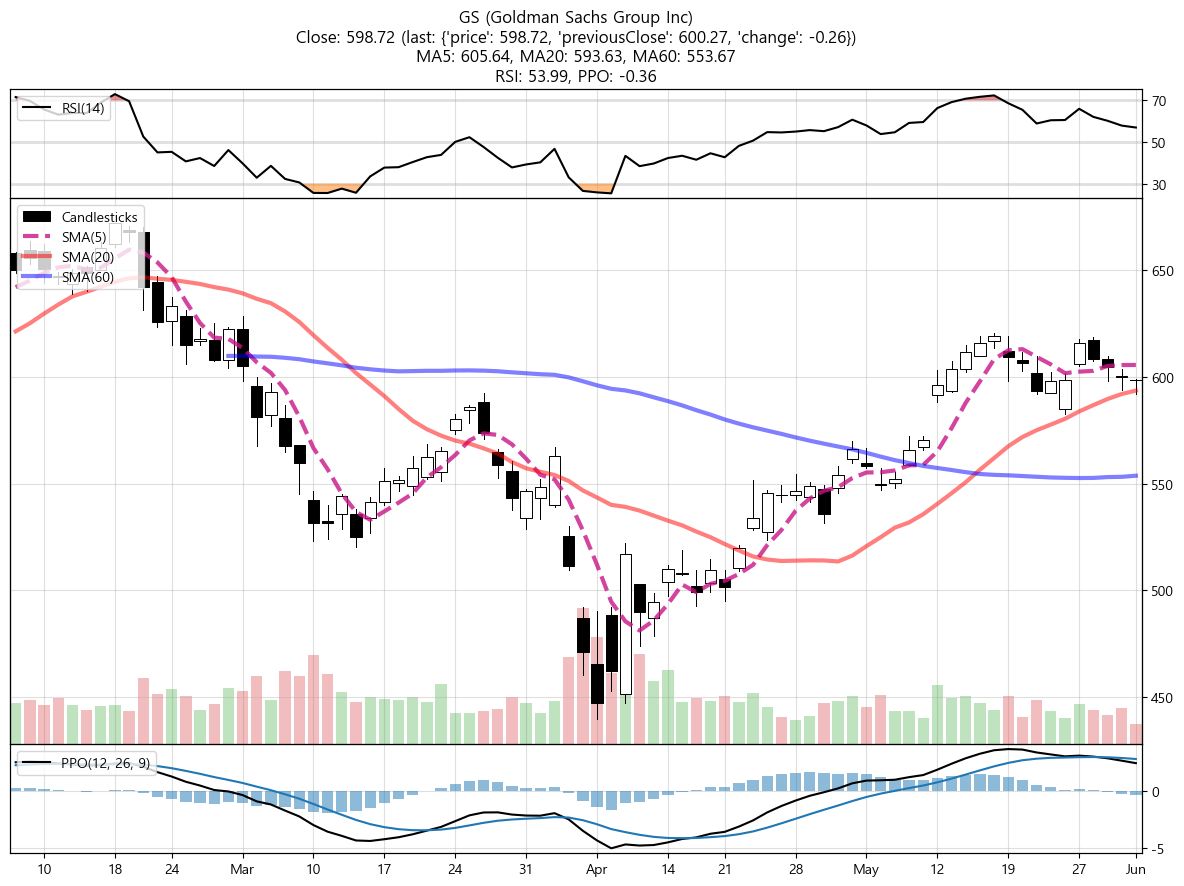 GS (Goldman Sachs Group Inc)
Close: 598.72 (last: {'price': 598.72, 'previousClose': 600.27, 'change': -0.26})
MA5: 605.64, MA20: 593.63, MA60: 553.67
RSI: 53.99, PPO: -0.36
RSI(14)
70
50
30
Candlesticks
SMA(5)
SMA(20)
SMA(60)
650
600
550
500
450
PPO(12, 26, 9)
0
-5
10 18 24 Mar 10 17 24 31 Apr 14 21 28 May 12 19 27 Jun